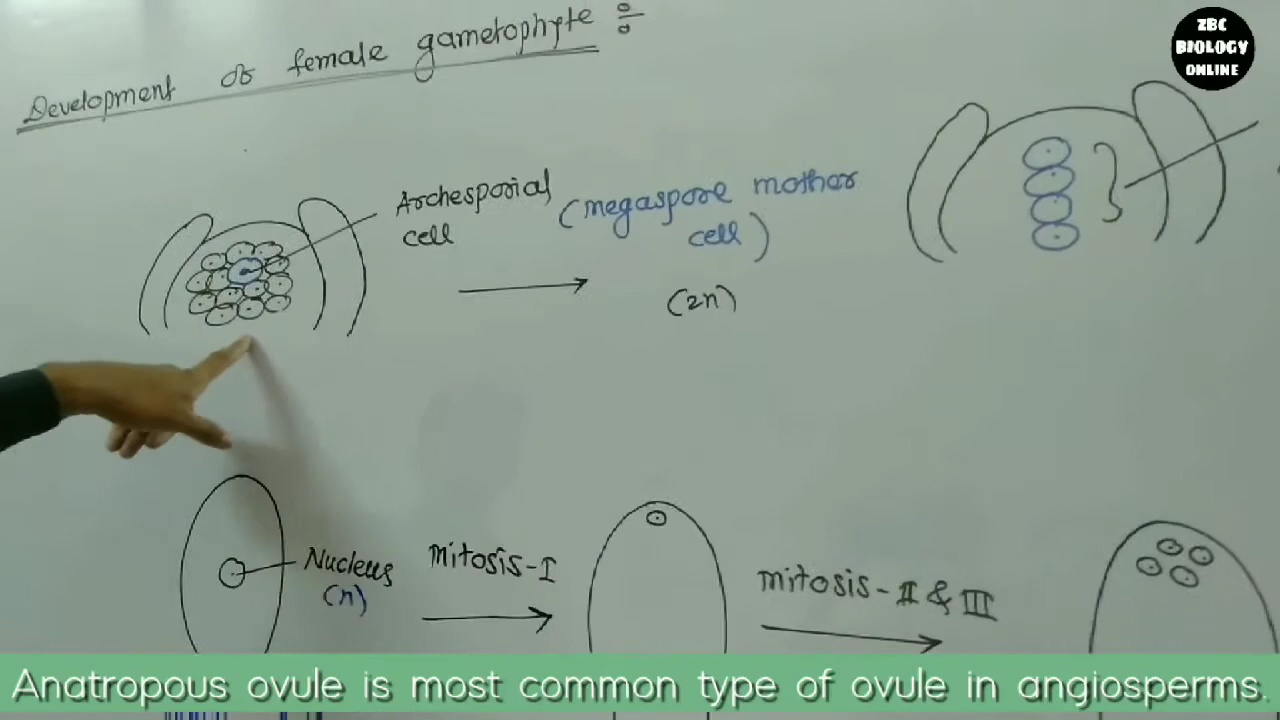 Development of female gametophyte ÷
ZBC
BIOLOGY
ONLINE
Archesporial
cell
(megaspore mother
cell)
(2n)
Nucleus
(n)
Mitosis-I
Mitosis-II & III
Anatropous ovule is most common type of ovule in angiosperms.